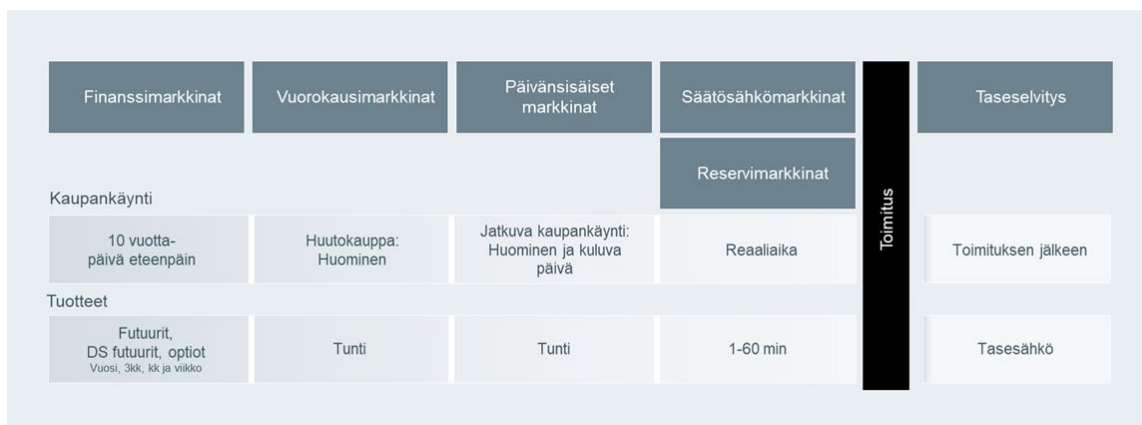 Finanssimarkkinat
Vuorokausimarkkinat
Päivänsisäiset
markkinat
Säätösähkömarkkinat
Taseselvitys
Reservimarkkinat
Toimitus
Kaupankäynti
10 vuotta-
päivä eteenpäin
Huutokauppa:
Huominen
Jatkuva kaupankäynti:
Huominen ja kuluva
päivä
Reaaliaika
Toimituksen jälkeen
Tuotteet
Futuurit,
DS futuurit, optiot
Vuosi, 3kk, kk ja viikko
Tunti
Tunti
1-60 min
Tasesähkö